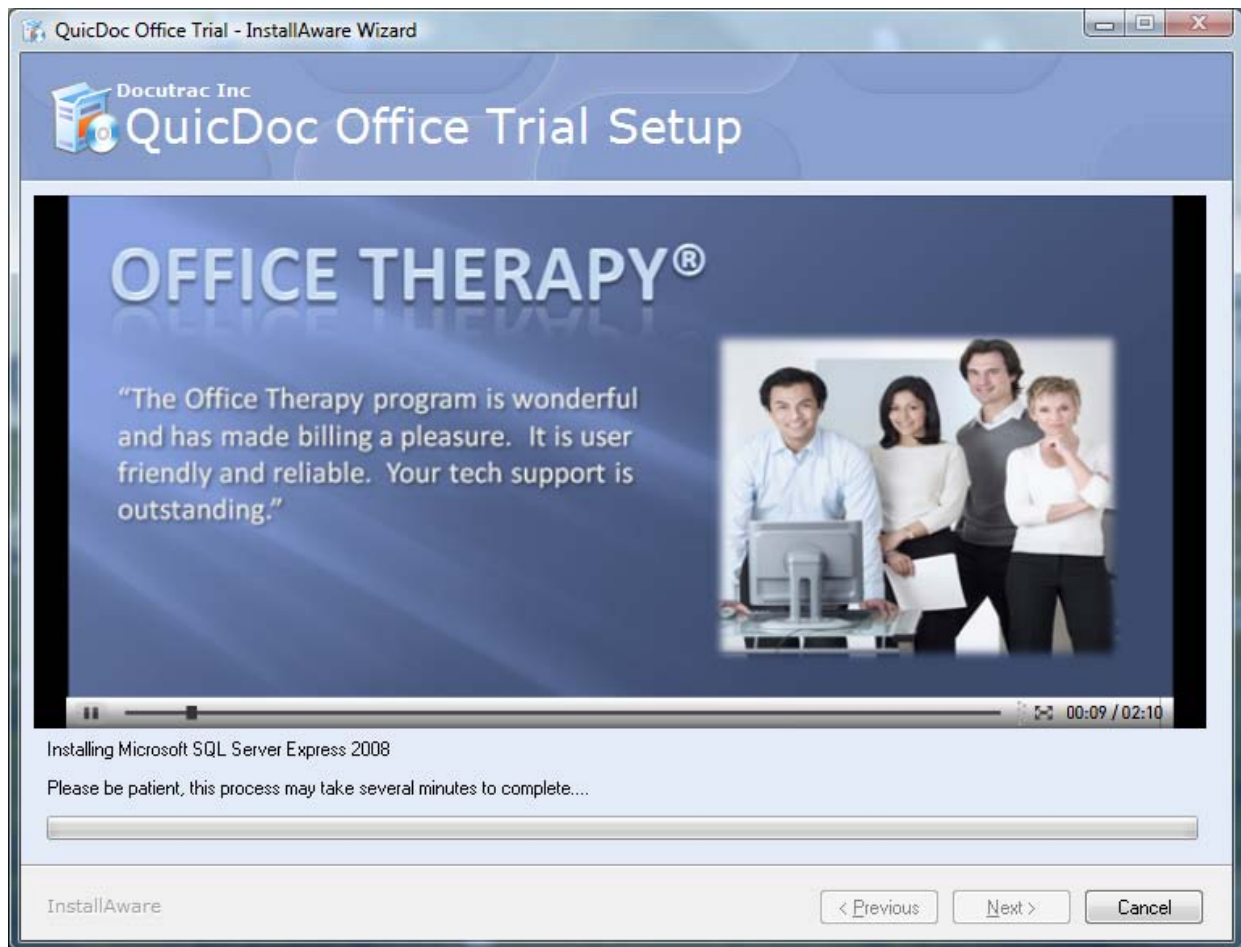 QuicDoc Office Trial - InstallAware Wizard
Docutrac Inc
QuicDoc Office Trial Setup
OFFICE THERAPY®
“The Office Therapy program is wonderful
and has made billing a pleasure. It is user
friendly and reliable. Your tech support is
outstanding.”
00:09 / 02:10
Installing Microsoft SQL Server Express 2008
Please be patient, this process may take several minutes to complete....
InstallAware
< Previous
Next >
Cancel